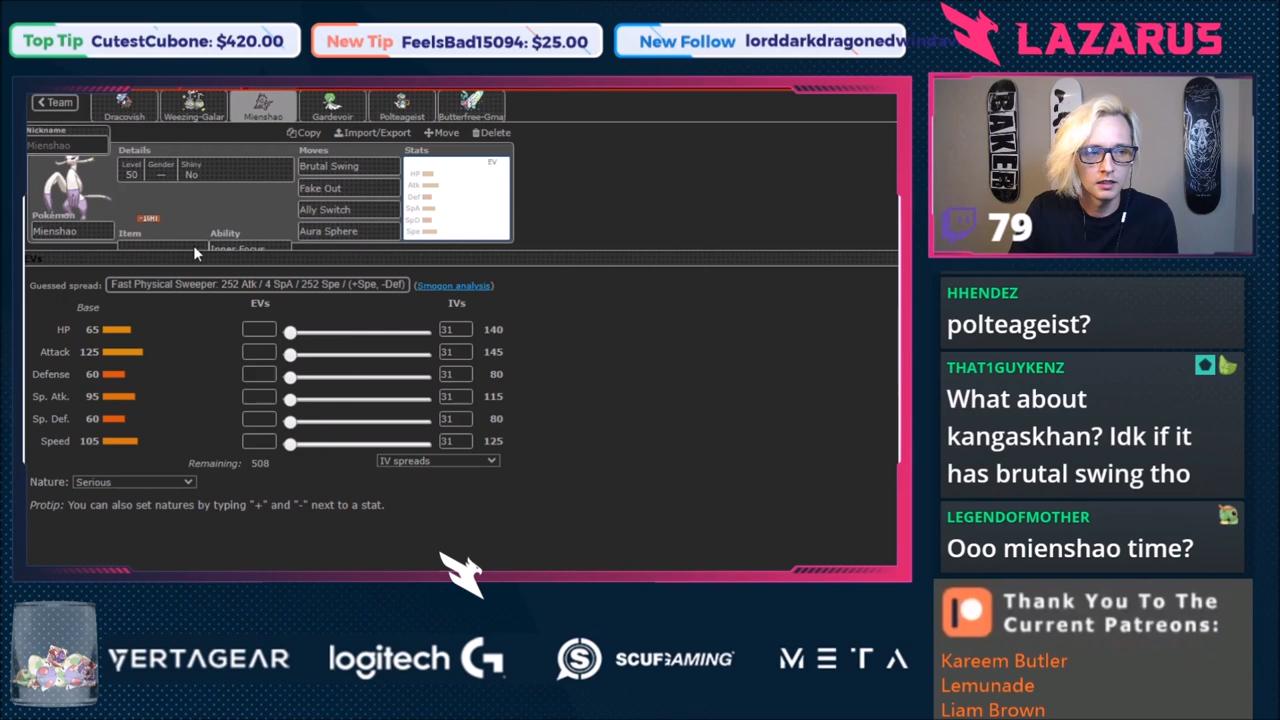 Top Tip CutestCubone: $420.00
New Tip FeelsBad15094: $25.00
New Follow lorddarkdragonedwindav
LAZARUS
Team
Dracovish
Weezing-Galar
Mienshao
Gardevoir
Polteageist
Butterfree-Gma
Nickname
Mienshao
Copy Import/Export Move Delete
Details
Level Gender Shiny
50 — No
Moves
Brutal Swing
Fake Out
Ally Switch
Aura Sphere
Stats
EV
HP
Atk
Def
SpA
SpD
Spe
Pokémon
Mienshao
Item Ability
Inner Focus
EVs
Guessed spread: Fast Physical Sweeper: 252 Atk / 4 SpA / 252 Spe / (+Spe, -Def) (Smogon analysis)
Base EVs IVs
HP 65 31 140
Attack 125 31 145
Defense 60 31 80
Sp. Atk. 95 31 115
Sp. Def. 60 31 80
Speed 105 31 125
Remaining: 508 IV spreads
Nature: Serious
Protip: You can also set natures by typing "+" and "-" next to a stat.
BAKER
79
HHENDEZ
polteageist?
THAT1GUYKENZ
What about
kangaskhan? Idk if it
has brutal swing tho
LEGENDOFMOTHER
Ooo mienshao time?
Thank You To The
Current Patreons:
Kareem Butler
Lemunade
Liam Brown
VERTAGEAR
logitech G
SCUFGAMING
META